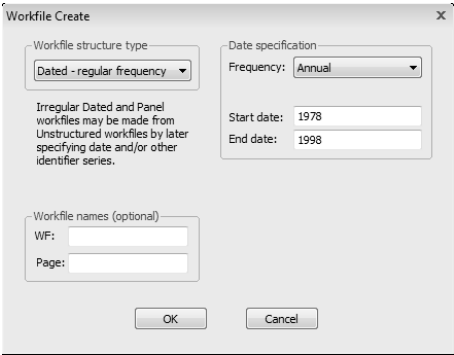 Workfile Create
x
Workfile structure type
Dated - regular frequency
Irregular Dated and Panel
workfiles may be made from
Unstructured workfiles by later
specifying date and/or other
identifier series.
Date specification
Frequency: Annual
Start date: 1978
End date: 1998
Workfile names (optional)
WF:
Page:
OK Cancel